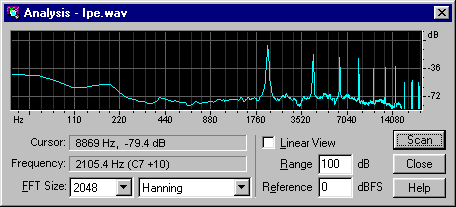 Analysis - Ipe.wav
dB
-36
-72
Hz 110 220 440 880 1760 3520 7040 14080
Cursor: 8869 Hz, -79.4 dB
Frequency: 2105.4 Hz (C7 +10)
FFT Size: 2048 Hanning
Linear View
Range 100 dB
Reference 0 dBFS
Scan
Close
Help